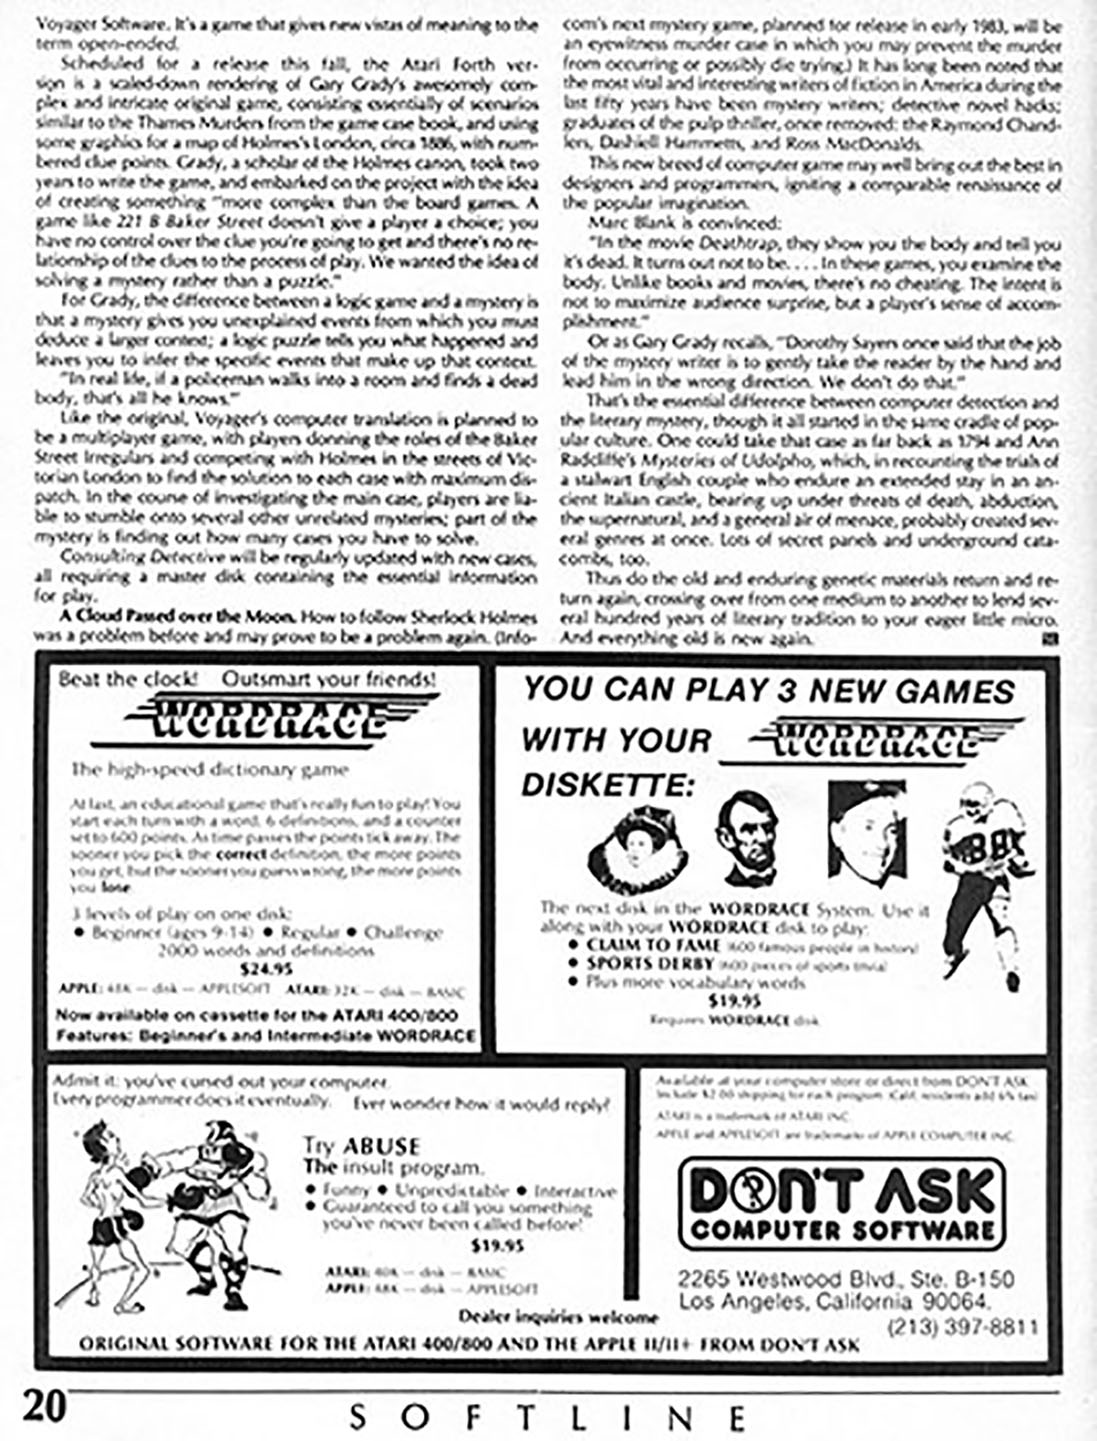 Voyager Software. It's a game that gives new vistas of meaning to the
term open-ended.
Scheduled for a release this fall, the Atari Forth ver-
sion is a scaled-down rendering of Gary Grady's awesomely com-
plex and intricate original game, consisting essentially of scenarios
similar to the Thames Murders from the game case book, and using
some graphics for a map of Holmes's London, circa 1886, with num-
bered clue points. Grady, a scholar of the Holmes canon, took two
years to write the game, and embarked on the project with the idea
of creating something "more complex than the board games. A
game like 221 B Baker Street doesn't give a player a choice; you
have no control over the clue you're going to get and there's no re-
lationship of the clues to the process of play. We wanted the idea of
solving a mystery rather than a puzzle."
For Grady, the difference between a logic game and a mystery is
that a mystery gives you unexplained events from which you must
deduce a larger context; a logic puzzle tells you what happened and
leaves you to infer the specific events that make up that context.
"In real life, if a policeman walks into a room and finds a dead
body, that's all he knows."
Like the original, Voyager's computer translation is planned to
be a multiplayer game, with players donning the roles of the Baker
Street Irregulars and competing with Holmes in the streets of Vic-
torian London to find the solution to each case with maximum dis-
patch. In the course of investigating the main case, players are lia-
ble to stumble onto several other unrelated mysteries; part of the
mystery is finding out how many cases you have to solve.
Consulting Detective will be regularly updated with new cases,
all requiring a master disk containing the essential information
for play.
A Cloud Passed over the Moon. How to follow Sherlock Holmes
was a problem before and may prove to be a problem again. (Info-
com's next mystery game, planned for release in early 1983, will be
an eyewitness murder case in which you may prevent the murder
from occurring or possibly die trying.) It has long been noted that
the most vital and interesting writers of fiction in America during the
last fifty years have been mystery writers; detective novel hacks;
graduates of the pulp thriller, once removed: the Raymond Chand-
lers, Dashiell Hammetts, and Ross MacDonalds.
This new breed of computer game may well bring out the best in
designers and programmers, igniting a comparable renaissance of
the popular imagination.
Marc Blank is convinced:
"In the movie Deathtrap, they show you the body and tell you
it's dead. It turns out not to be. . . . In these games, you examine the
body. Unlike books and movies, there's no cheating. The intent is
not to maximize audience surprise, but a player's sense of accom-
plishment."
Or as Gary Grady recalls, "Dorothy Sayers once said that the job
of the mystery writer is to gently take the reader by the hand and
lead him in the wrong direction. We don't do that."
That's the essential difference between computer detection and
the literary mystery, though it all started in the same cradle of pop-
ular culture. One could take that case as far back as 1794 and Ann
Radcliffe's Mysteries of Udolpho, which, in recounting the trials of
a stalwart English couple who endure an extended stay in an an-
cient Italian castle, bearing up under threats of death, abduction,
the supernatural, and a general air of menace, probably created sev-
eral genres at once. Lots of secret panels and underground cata-
combs, too.
Thus do the old and enduring genetic materials return and re-
turn again, crossing over from one medium to another to lend sev-
eral hundred years of literary tradition to your eager little micro.
And everything old is new again.
Beat the clock! Outsmart your friends!
WORDRACE
The high-speed dictionary game
At last, an educational game that's really fun to play! You
start each turn with a word, 6 definitions, and a counter
set to 600 points. As time passes the points tick away. The
sooner you pick the correct definition, the more points
you get, but the sooner you guess wrong, the more points
you lose.
3 levels of play on one disk:
• Beginner (ages 9-14) • Regular • Challenge
2000 words and definitions
$24.95
APPLE: 48K — disk — APPLESOFT ATARI: 32K — disk — BASIC
Now available on cassette for the ATARI 400/800
Features: Beginner's and Intermediate WORDRACE
YOU CAN PLAY 3 NEW GAMES
WITH YOUR WORDRACE
DISKETTE:
88
The next disk in the WORDRACE System. Use it
along with your WORDRACE disk to play:
• CLAIM TO FAME (600 famous people in history)
• SPORTS DERBY (600 pieces of sports trivia)
• Plus more vocabulary words
$19.95
Requires WORDRACE disk
Admit it: you've cursed out your computer.
Every programmer does it eventually. Ever wonder how it would reply?
Try ABUSE
The insult program.
• Funny • Unpredictable • Interactive
• Guaranteed to call you something
you've never been called before!
$19.95
ATARI: 40K — disk — BASIC
APPLE: 48K — disk — APPLESOFT
Dealer inquiries welcome
Available at your computer store or direct from DON'T ASK
Include $2.00 shipping for each program. (Calif. residents add 6% tax)
ATARI is a trademark of ATARI INC.
APPLE and APPLESOFT are trademarks of APPLE COMPUTER INC.
DON'T ASK
COMPUTER SOFTWARE
2265 Westwood Blvd., Ste. B-150
Los Angeles, California 90064.
(213) 397-8811
ORIGINAL SOFTWARE FOR THE ATARI 400/800 AND THE APPLE II/II+ FROM DON'T ASK
20
SOFTLINE